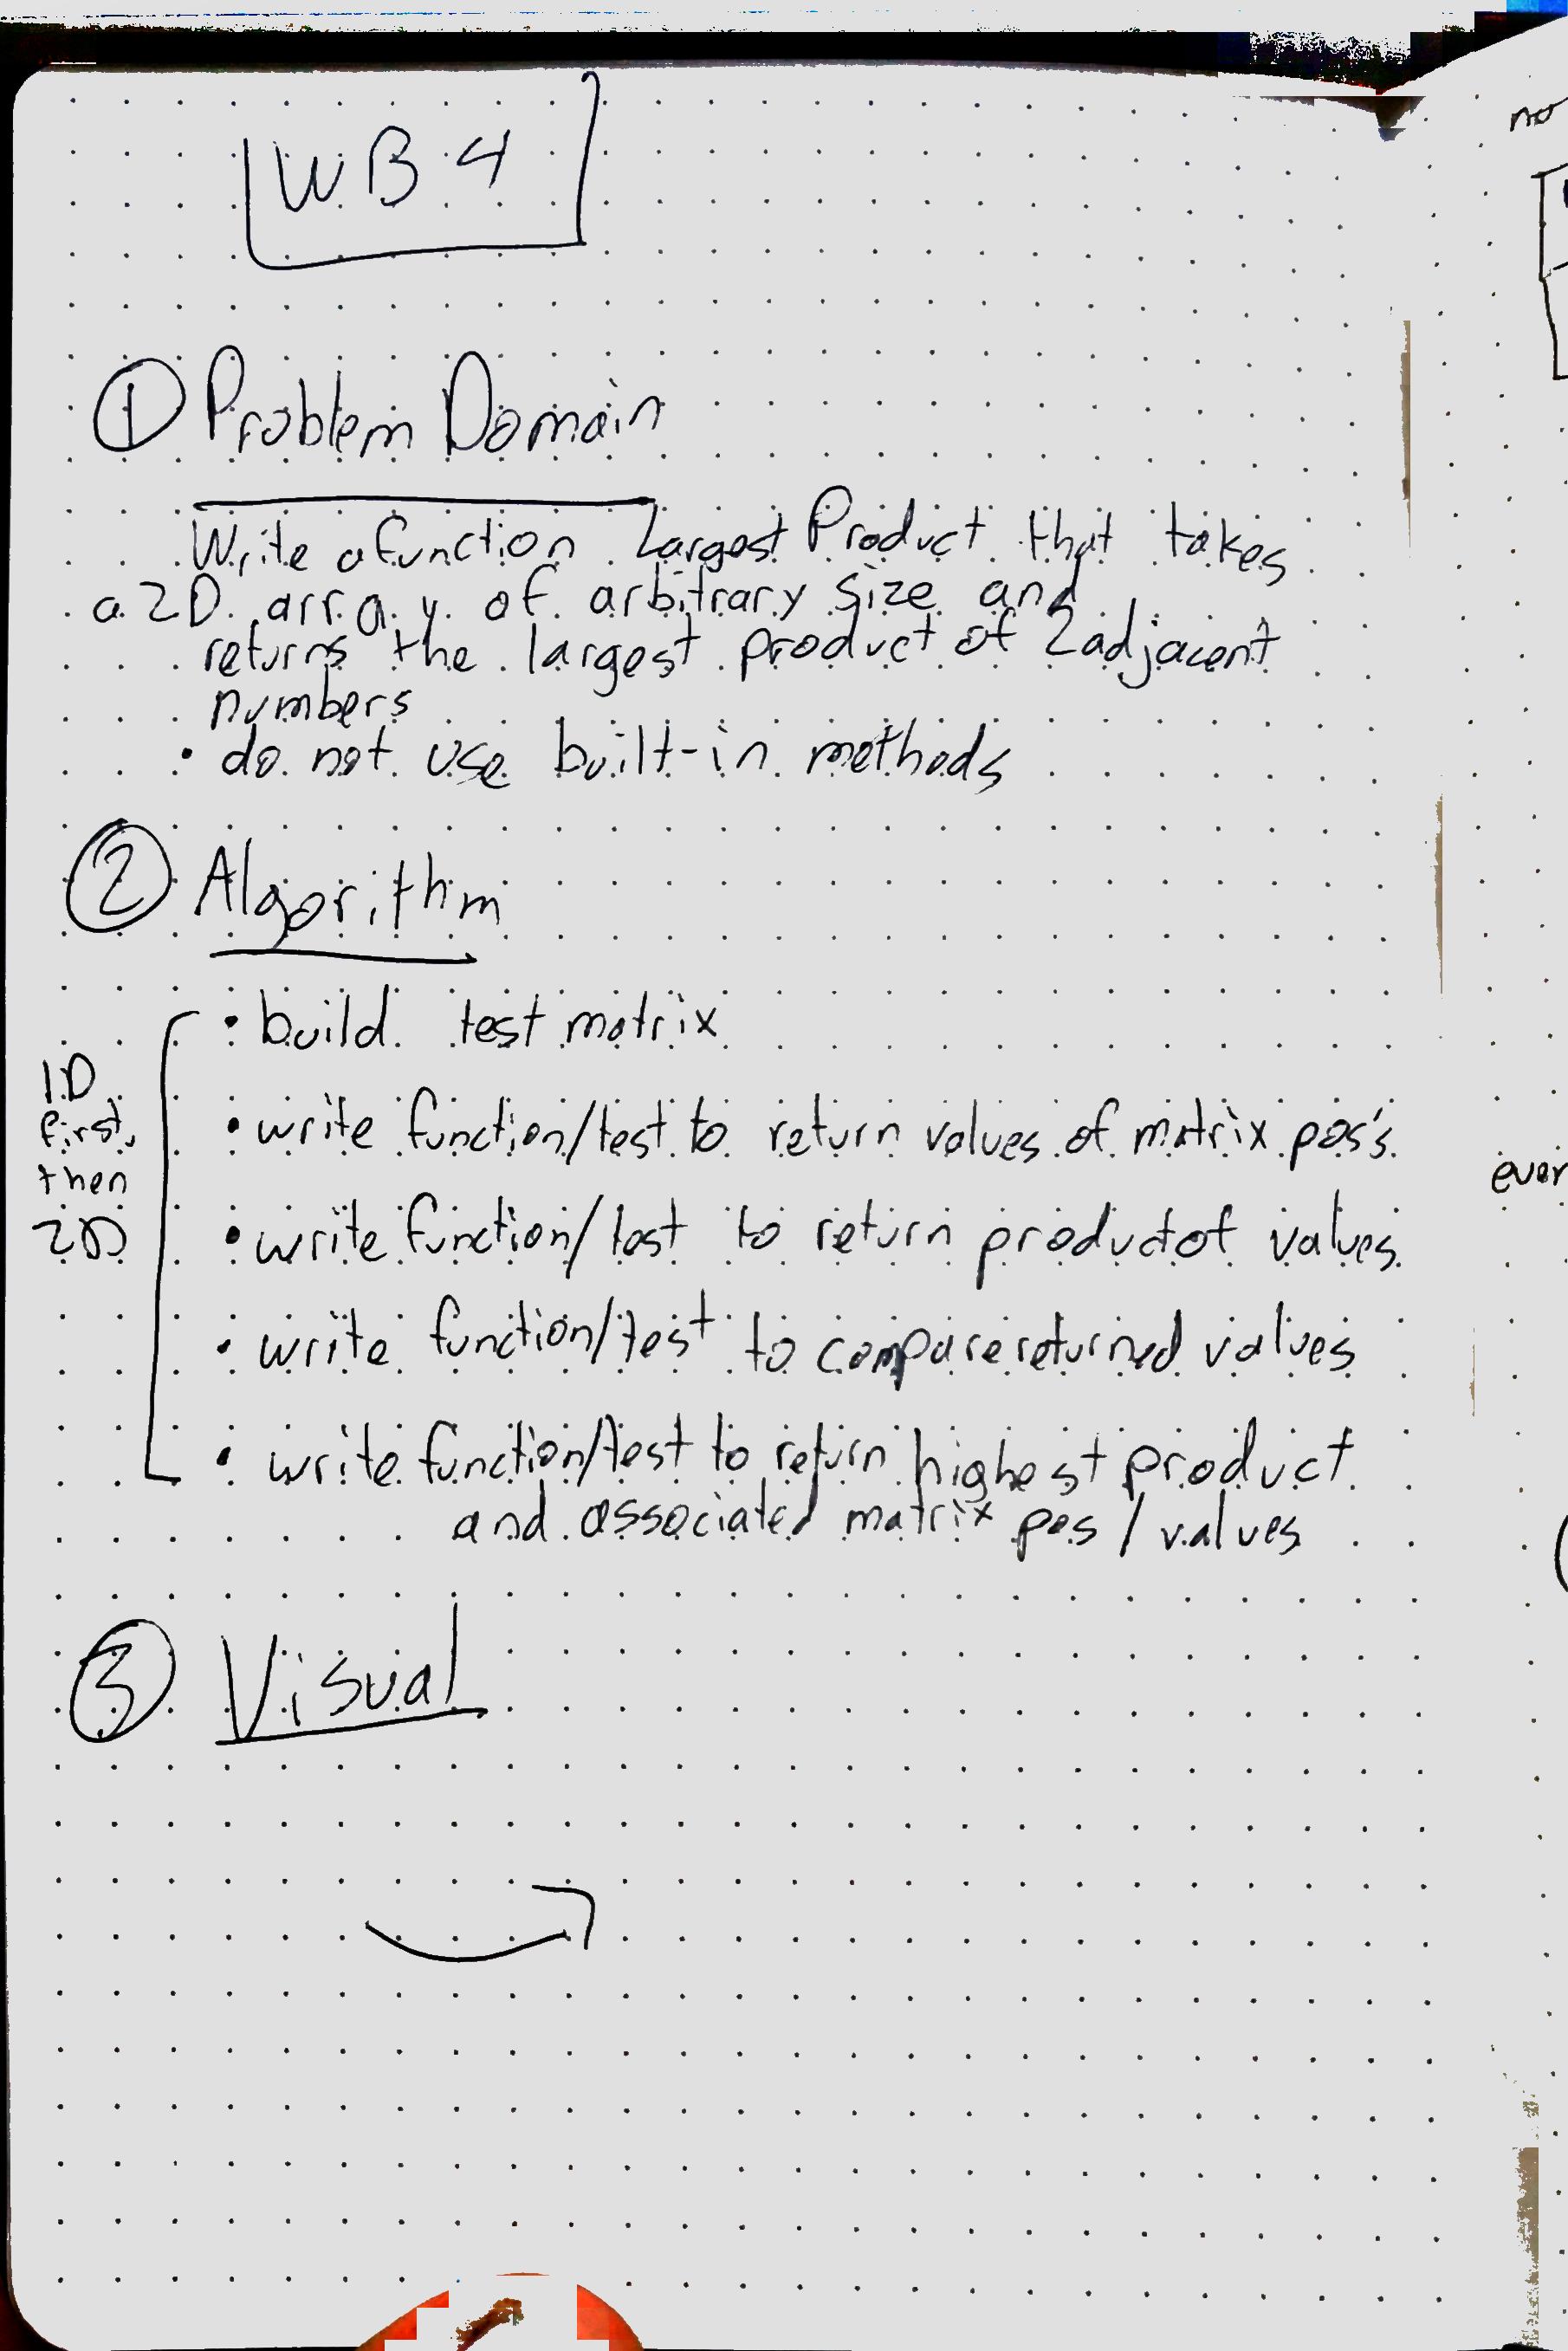 WB 4
① Problem Domain
Write a function Largest Product that takes
a 2D array of arbitrary size and
returns the largest product of 2 adjacent
numbers
• do not use built-in methods
② Algorithm
1D first, then 2D
• build test matrix
• write function/test to return values of matrix pos's
• write function/test to return product of values
• write function/test to compare returned values
• write function/test to return highest product
and associated matrix pos / values
③ Visual
no
ever